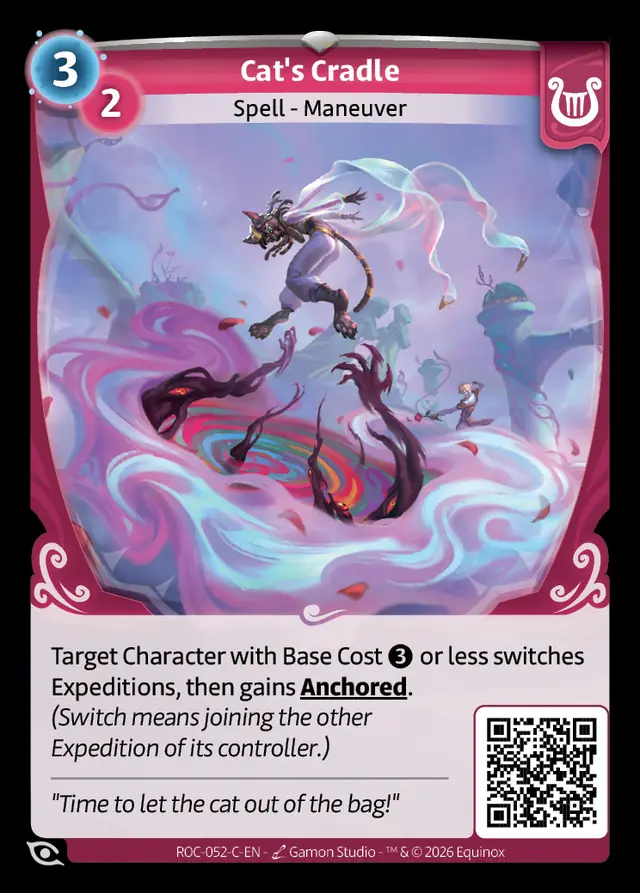 3
Cat's Cradle
2
Spell - Maneuver
Target Character with Base Cost 3 or less switches
Expeditions, then gains Anchored.
(Switch means joining the other
Expedition of its controller.)
"Time to let the cat out of the bag!"
ROC-052-C-EN - Gamon Studio - ™ & © 2026 Equinox